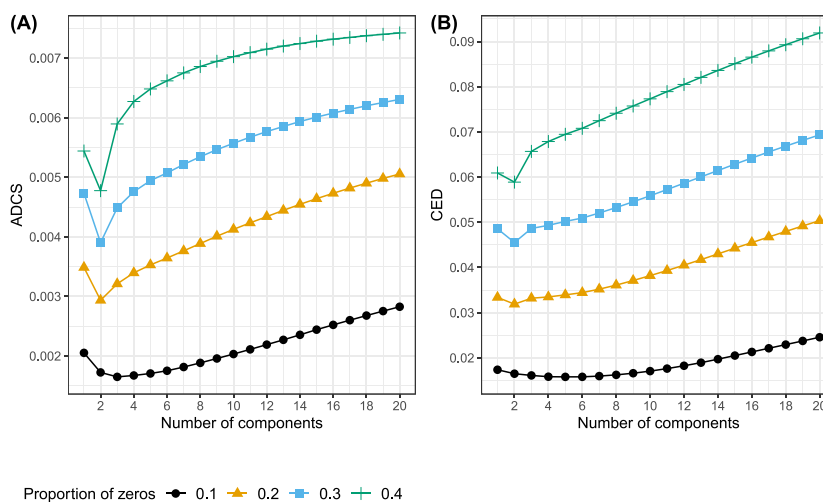 (A)
0.007
0.006
0.005
0.004
0.003
0.002
ADCS
2 4 6 8 10 12 14 16 18 20
Number of components
(B)
0.09
0.08
0.07
0.06
0.05
0.04
0.03
0.02
CED
2 4 6 8 10 12 14 16 18 20
Number of components
Proportion of zeros 0.1 0.2 0.3 0.4